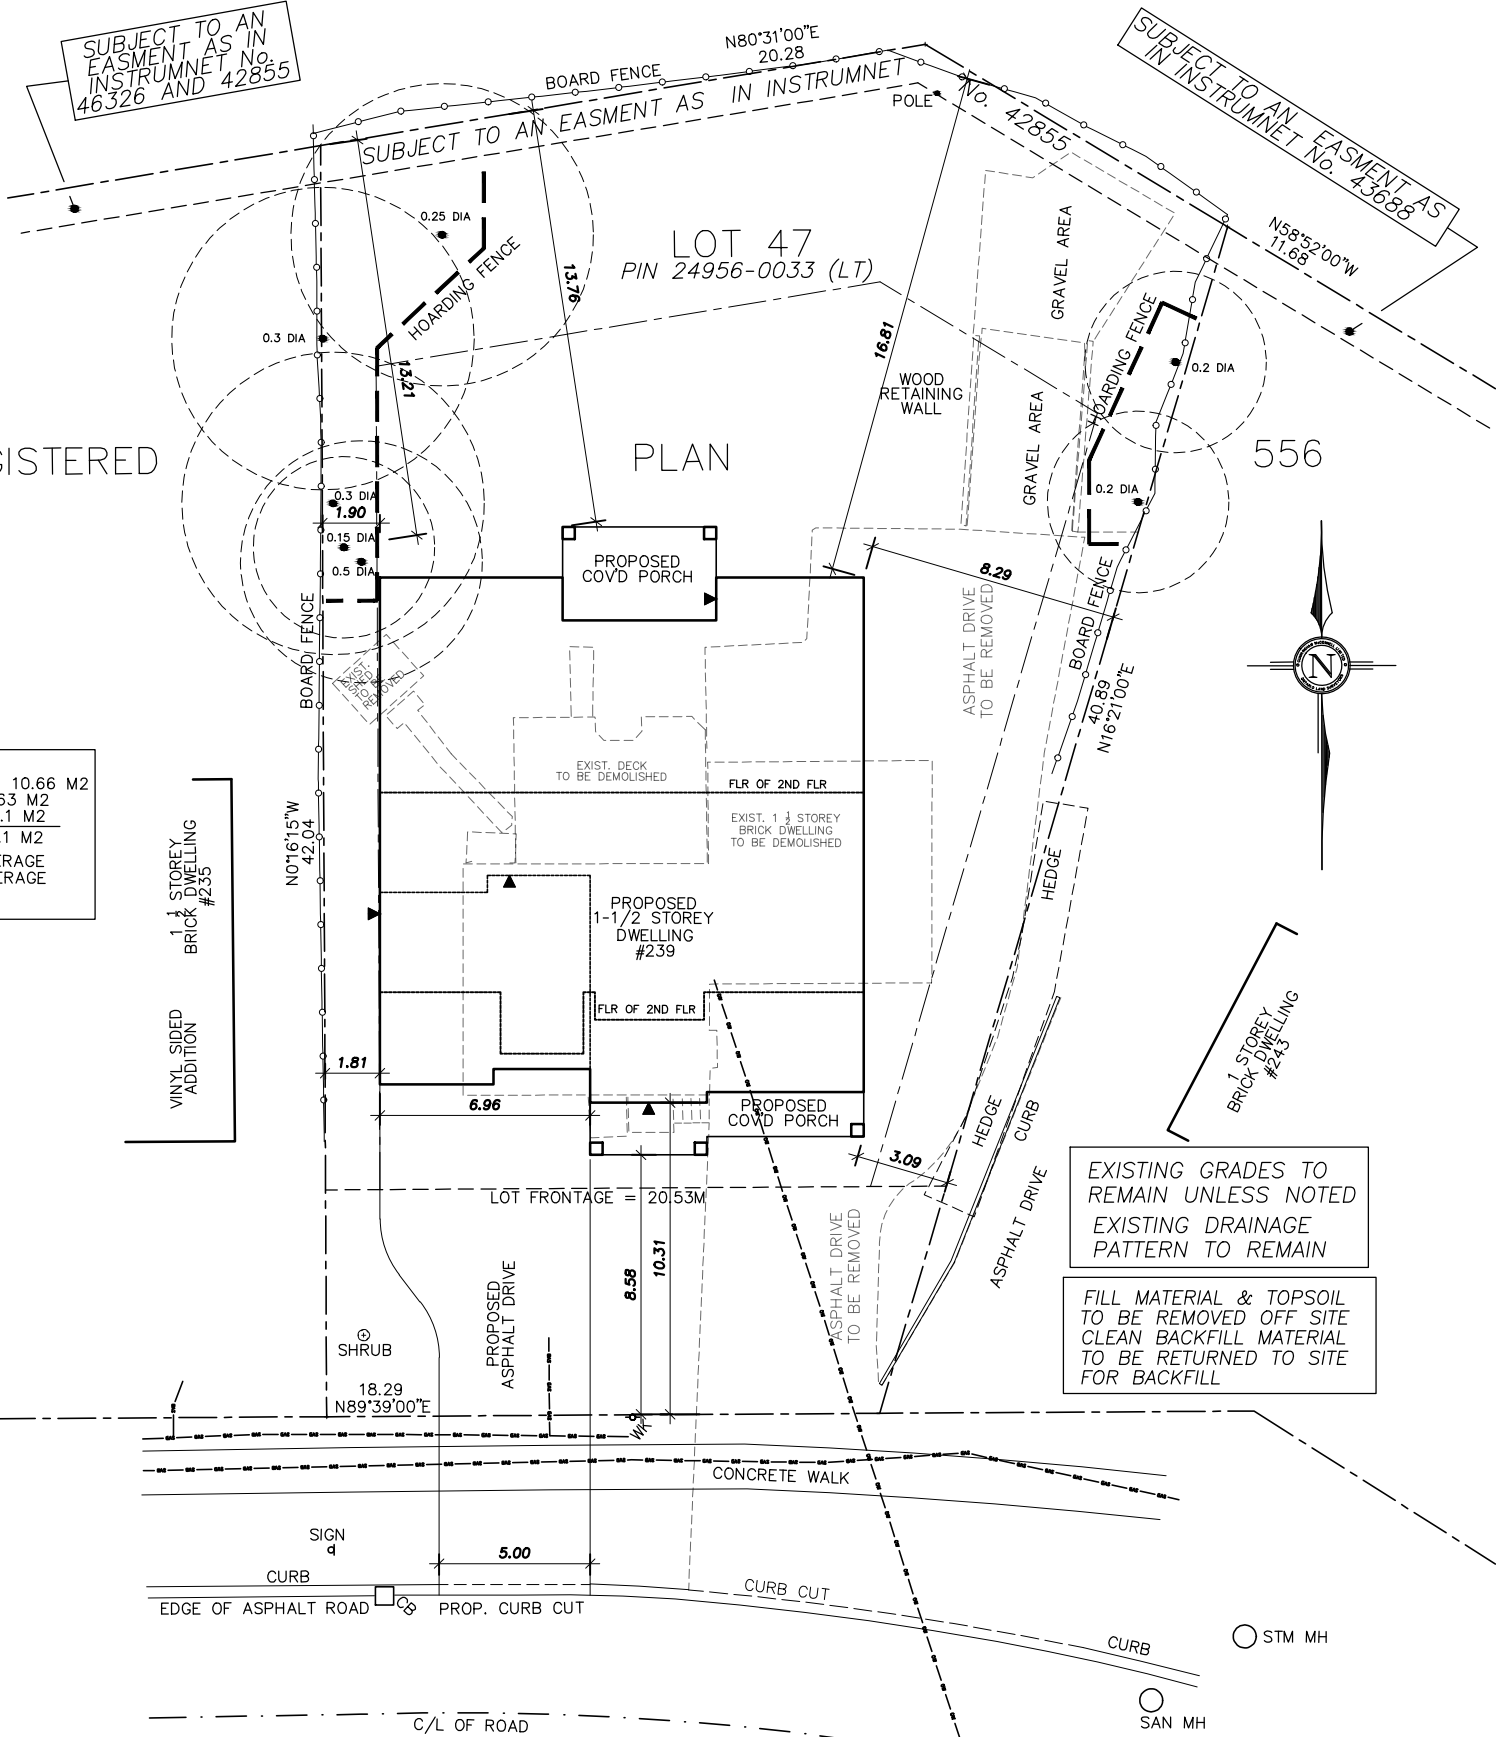 SUBJECT TO AN
EASMENT AS IN
INSTRUMNET No.
46326 AND 42855
N80°31'00"E
20.28
BOARD FENCE
SUBJECT TO AN EASMENT AS IN INSTRUMNET
No. 42855
POLE
SUBJECT TO AN EASMENT AS
IN INSTRUMNET No. 43688
N58°52'00"W
11.68
0.25 DIA
HOARDING FENCE
LOT 47
PIN 24956-0033 (LT)
13.76
GRAVEL AREA
0.3 DIA
13.21
16.81
HOARDING FENCE
0.2 DIA
WOOD
RETAINING
WALL
GRAVEL AREA
GISTERED
PLAN
556
0.3 DIA
1.90
0.15 DIA
0.5 DIA
0.2 DIA
PROPOSED
COV'D PORCH
8.29
BOARD FENCE
ASPHALT DRIVE
TO BE REMOVED
BOARD FENCE
EXIST.
SHED
TO BE
REMOVED
40.89
N16°21'00"E
N
EXIST. DECK
TO BE DEMOLISHED
FLR OF 2ND FLR
EXIST. 1 ½ STOREY
BRICK DWELLING
TO BE DEMOLISHED
10.66 M2
63 M2
.1 M2
.1 M2
ERAGE
ERAGE
N0°16'15"W
42.04
1 ½ STOREY
BRICK DWELLING
#235
HEDGE
PROPOSED
1-1/2 STOREY
DWELLING
#239
FLR OF 2ND FLR
VINYL SIDED
ADDITION
1 STOREY
BRICK DWELLING
#243
1.81
6.96
PROPOSED
COV'D PORCH
HEDGE
CURB
3.09
LOT FRONTAGE = 20.53M
ASPHALT DRIVE
EXISTING GRADES TO
REMAIN UNLESS NOTED
EXISTING DRAINAGE
PATTERN TO REMAIN
8.58
10.31
ASPHALT DRIVE
TO BE REMOVED
PROPOSED
ASPHALT DRIVE
FILL MATERIAL & TOPSOIL
TO BE REMOVED OFF SITE
CLEAN BACKFILL MATERIAL
TO BE RETURNED TO SITE
FOR BACKFILL
SHRUB
18.29
N89°39'00"E
WK
CONCRETE WALK
SIGN
5.00
CURB
CURB CUT
EDGE OF ASPHALT ROAD
CB
PROP. CURB CUT
CURB
STM MH
SAN MH
C/L OF ROAD